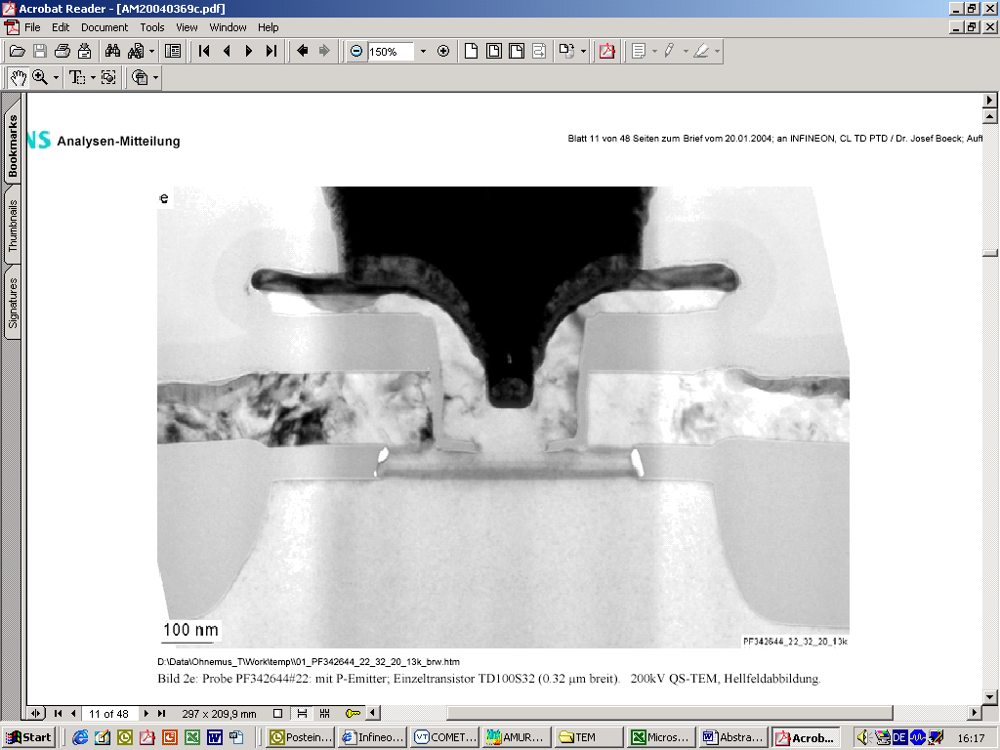 Acrobat Reader - [AM20040369c.pdf]
File Edit Document Tools View Window Help
150%
Bookmarks
Thumbnails
Signatures
NS Analysen-Mitteilung
Blatt 11 von 48 Seiten zum Brief vom 20.01.2004; an INFINEON, CL TD PTD / Dr. Josef Boeck; Auft
e
100 nm
PF342644_22_32_20_13k
D:\Data\Ohnemus_T\Work\temp\\01_PF342644_22_32_20_13k_brw.htm
Bild 2e: Probe PF342644#22: mit P-Emitter; Einzeltransistor TD100S32 (0.32 µm breit). 200kV QS-TEM, Hellfeldabbildung.
11 of 48 297 x 209,9 mm
Start Postein... Infineo... COMET... AMUR... TEM Micros... Abstra... Acrob... DE 16:17